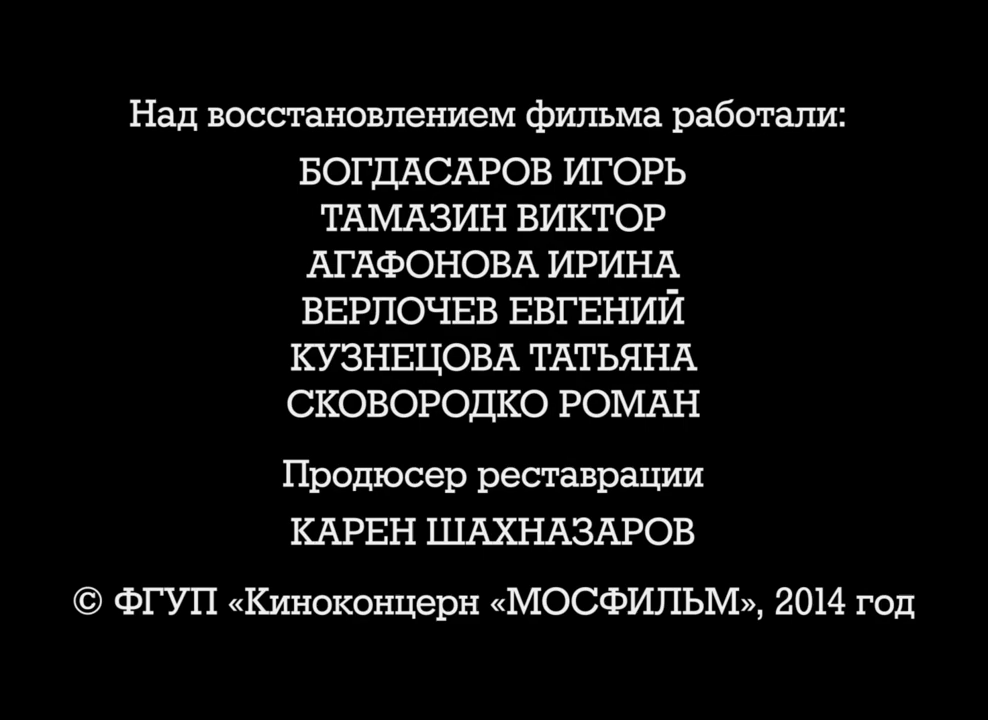 Над восстановлением фильма работали:
БОГДАСАРОВ ИГОРЬ
ТАМАЗИН ВИКТОР
АГАФОНОВА ИРИНА
ВЕРЛОЧЕВ ЕВГЕНИЙ
КУЗНЕЦОВА ТАТЬЯНА
СКОВОРОДКО РОМАН
Продюсер реставрации
КАРЕН ШАХНАЗАРОВ
© ФГУП «Киноконцерн «МОСФИЛЬМ», 2014 год